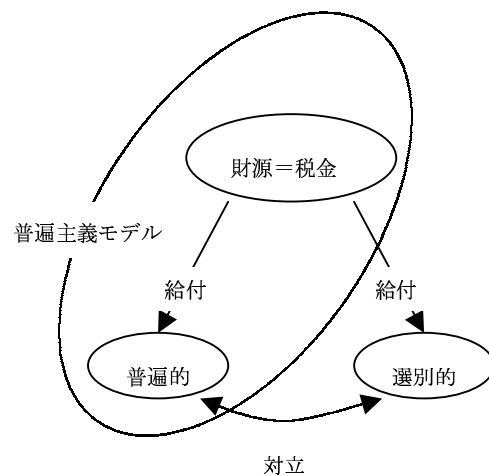 財源＝税金
普遍主義モデル
給付
給付
普遍的
選別的
対立